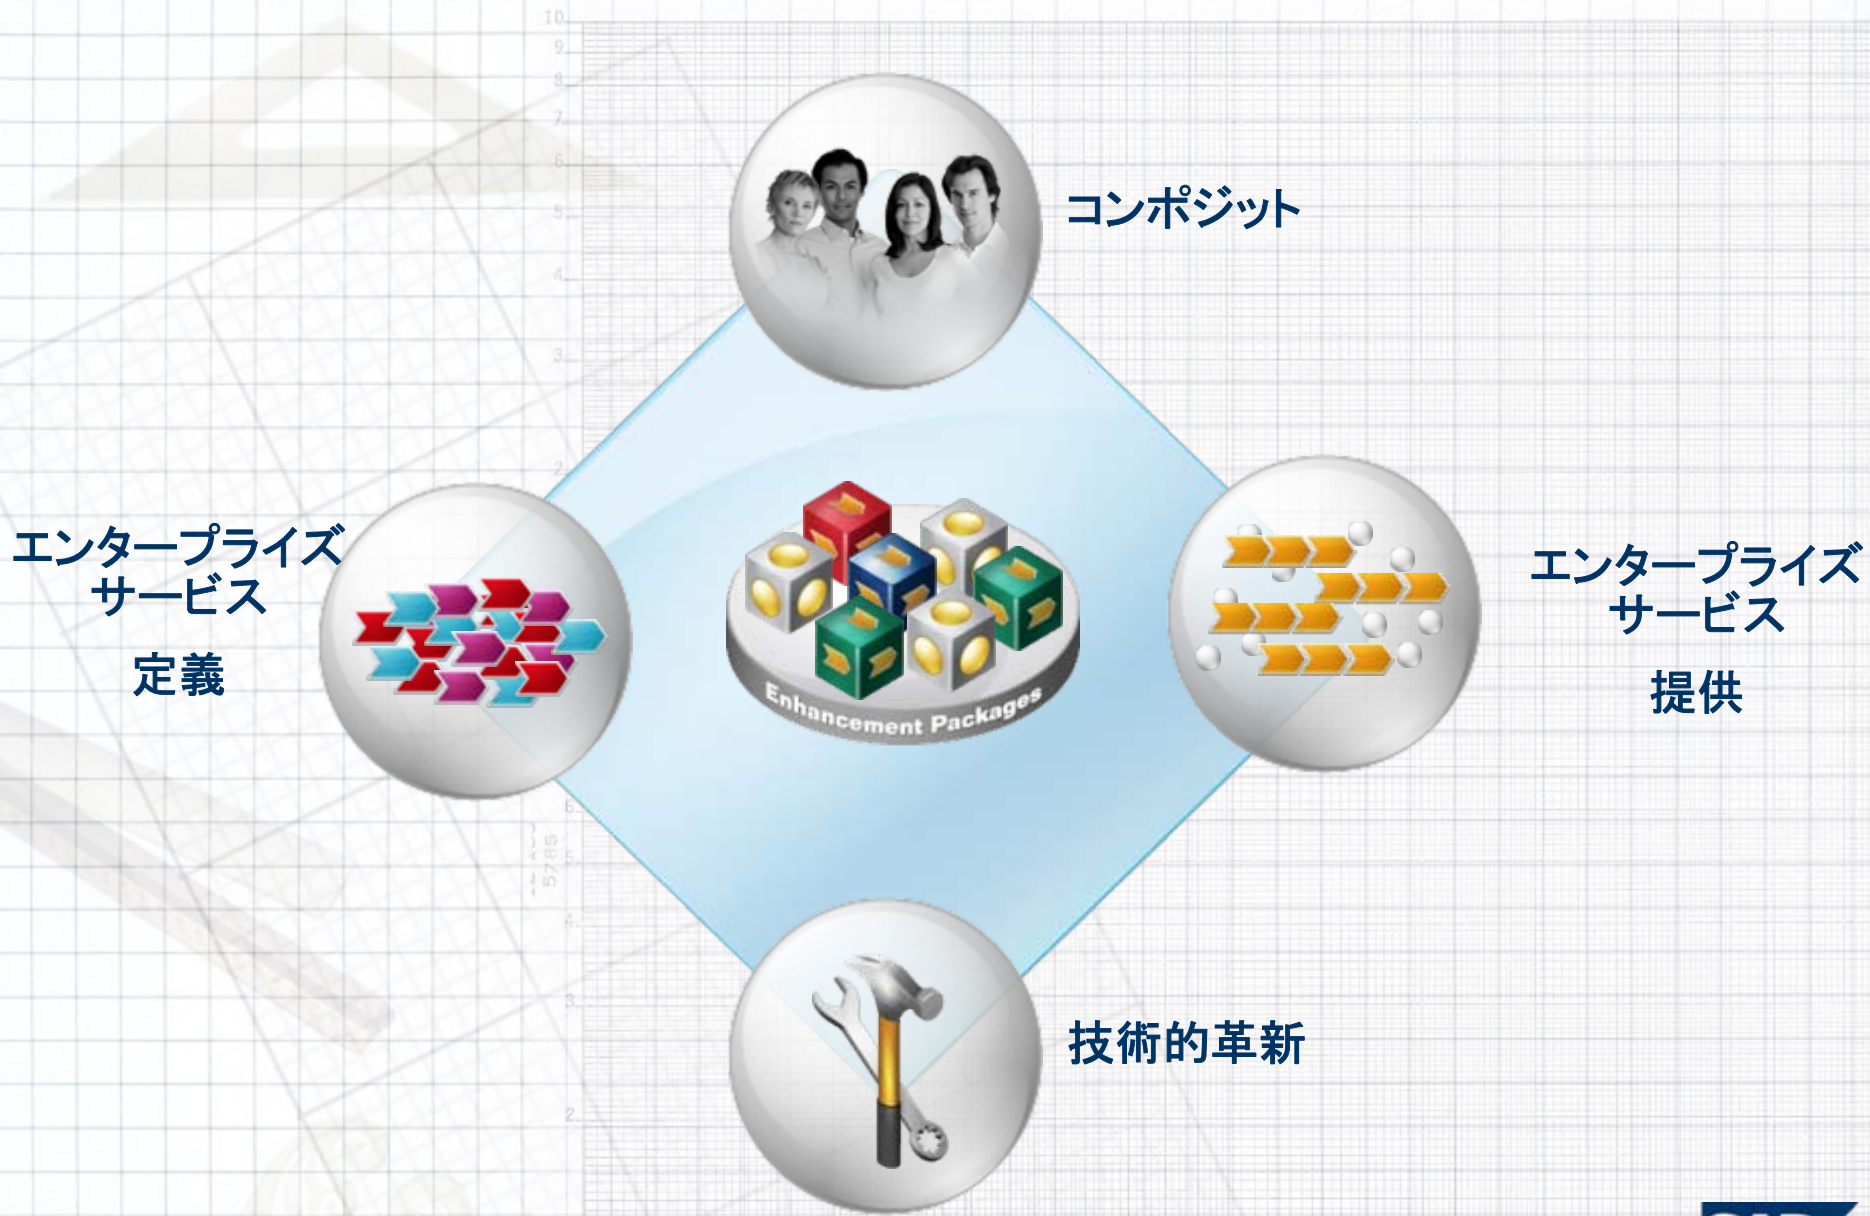 コンポジット
エンタープライズ
サービス
定義
Enhancement Packages
エンタープライズ
サービス
提供
技術的革新